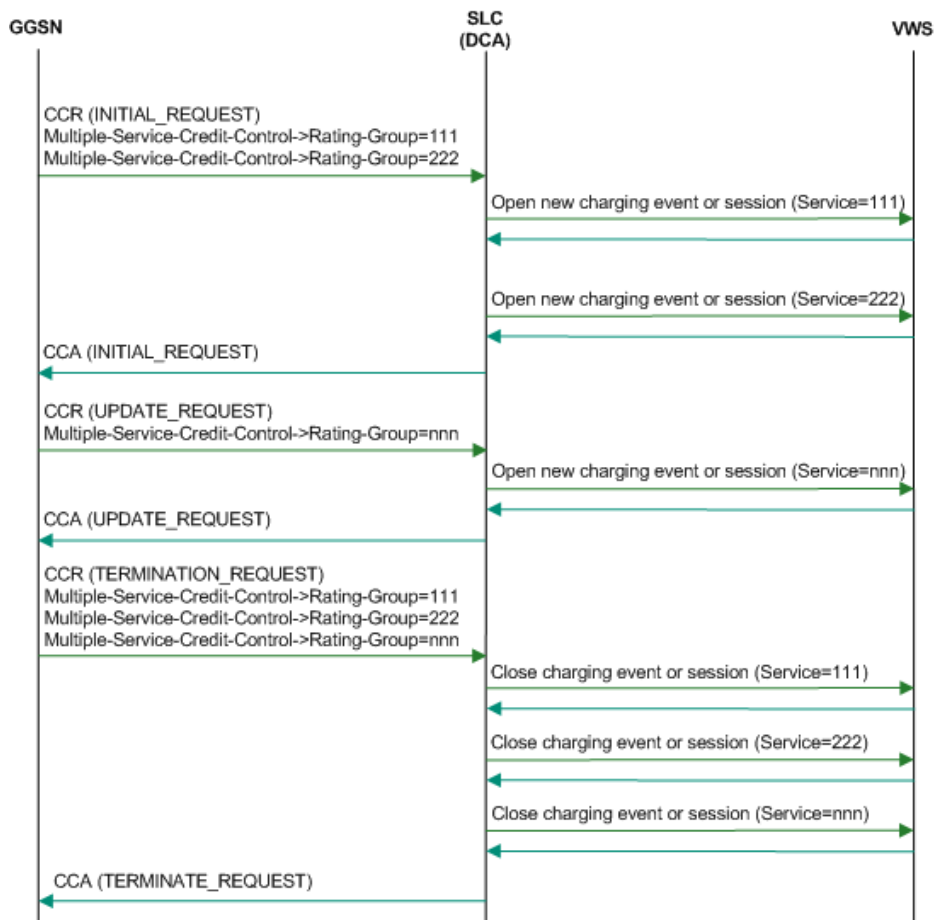 GGSN
SLC
(DCA)
VWS
CCR (INITIAL_REQUEST)
Multiple-Service-Credit-Control->Rating-Group=111
Multiple-Service-Credit-Control->Rating-Group=222
Open new charging event or session (Service=111)
Open new charging event or session (Service=222)
CCA (INITIAL_REQUEST)
CCR (UPDATE_REQUEST)
Multiple-Service-Credit-Control->Rating-Group=nnn
Open new charging event or session (Service=nnn)
CCA (UPDATE_REQUEST)
CCR (TERMINATION_REQUEST)
Multiple-Service-Credit-Control->Rating-Group=111
Multiple-Service-Credit-Control->Rating-Group=222
Multiple-Service-Credit-Control->Rating-Group=nnn
Close charging event or session (Service=111)
Close charging event or session (Service=222)
Close charging event or session (Service=nnn)
CCA (TERMINATE_REQUEST)